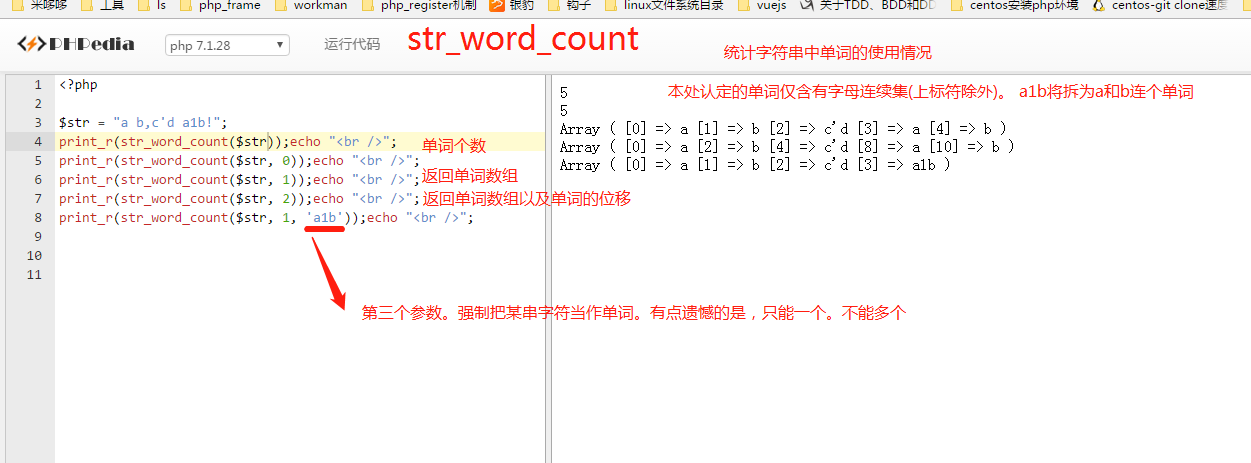 采哆哆 工具 ls php_frame workman php_register机制 银豹 钩子 linux文件系统目录 vuejs 关于TDD、BDD和DD centos安装php环境 centos-git clone速度
PHPedia php 7.1.28 运行代码 str_word_count
统计字符串中单词的使用情况
1 <?php
2
3 $str = "a b,c'd a1b!";
4 print_r(str_word_count($str));echo "<br />"; 单词个数
5 print_r(str_word_count($str, 0));echo "<br />";
6 print_r(str_word_count($str, 1));echo "<br />"; 返回单词数组
7 print_r(str_word_count($str, 2));echo "<br />"; 返回单词数组以及单词的位移
8 print_r(str_word_count($str, 1, 'a1b'));echo "<br />";
9
10
11
第三个参数。强制把某串字符当作单词。有点遗憾的是，只能一个。不能多个
5 本处认定的单词仅含有字母连续集(上标符除外)。 a1b将拆为a和b连个单词
5
Array ( [0] => a [1] => b [2] => c'd [3] => a [4] => b )
Array ( [0] => a [2] => b [4] => c'd [8] => a [10] => b )
Array ( [0] => a [1] => b [2] => c'd [3] => a1b )